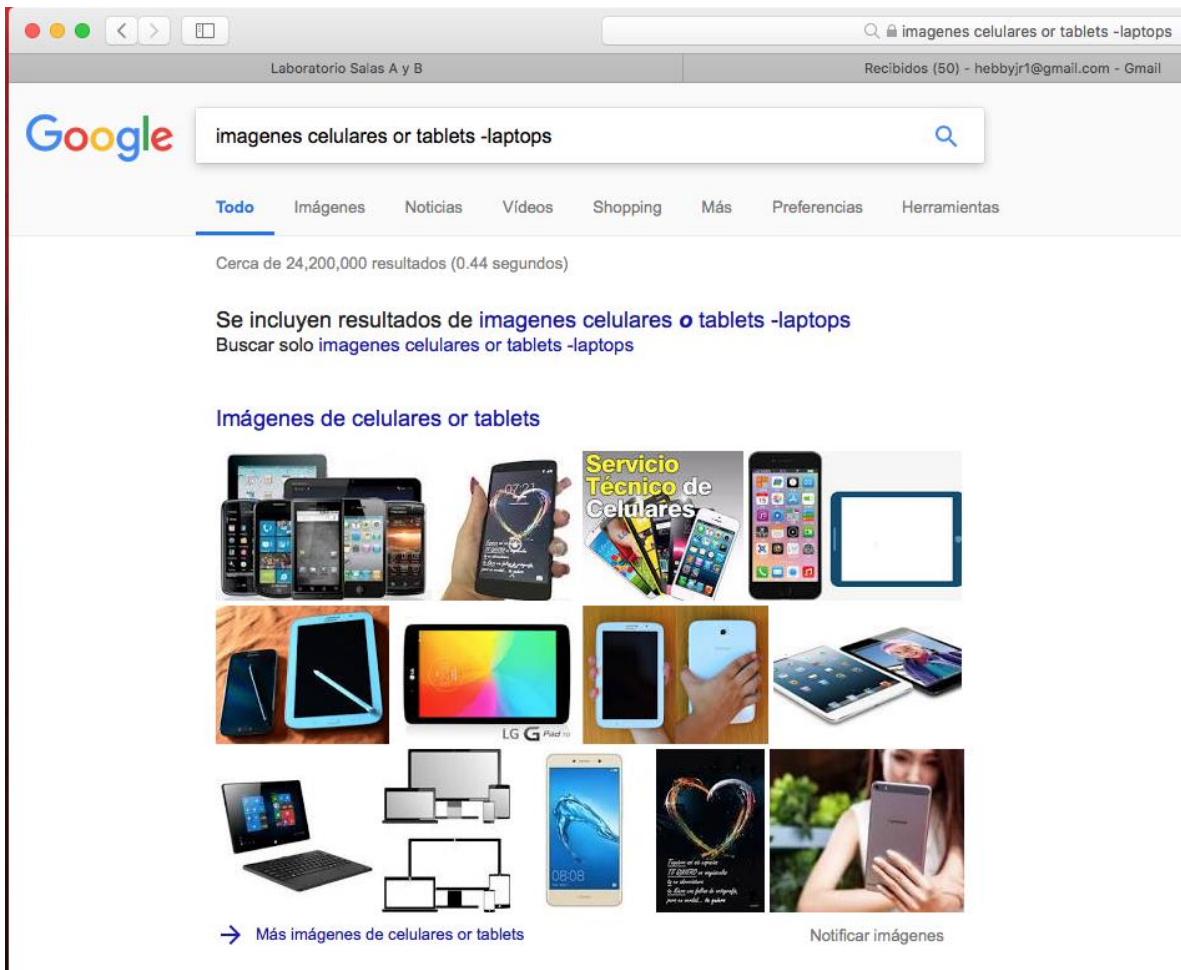 imagenes celulares or tablets -laptops
Laboratorio Salas A y B
Recibidos (50) - hebbyjr1@gmail.com - Gmail
Google
imagenes celulares or tablets -laptops
Todo Imágenes Noticias Vídeos Shopping Más Preferencias Herramientas
Cerca de 24,200,000 resultados (0.44 segundos)
Se incluyen resultados de imagenes celulares o tablets -laptops
Buscar solo imagenes celulares or tablets -laptops
Imágenes de celulares or tablets
07:21
Servicio
Técnico de
Celulares
LG G Pad
08:08
Más imágenes de celulares or tablets
Notificar imágenes